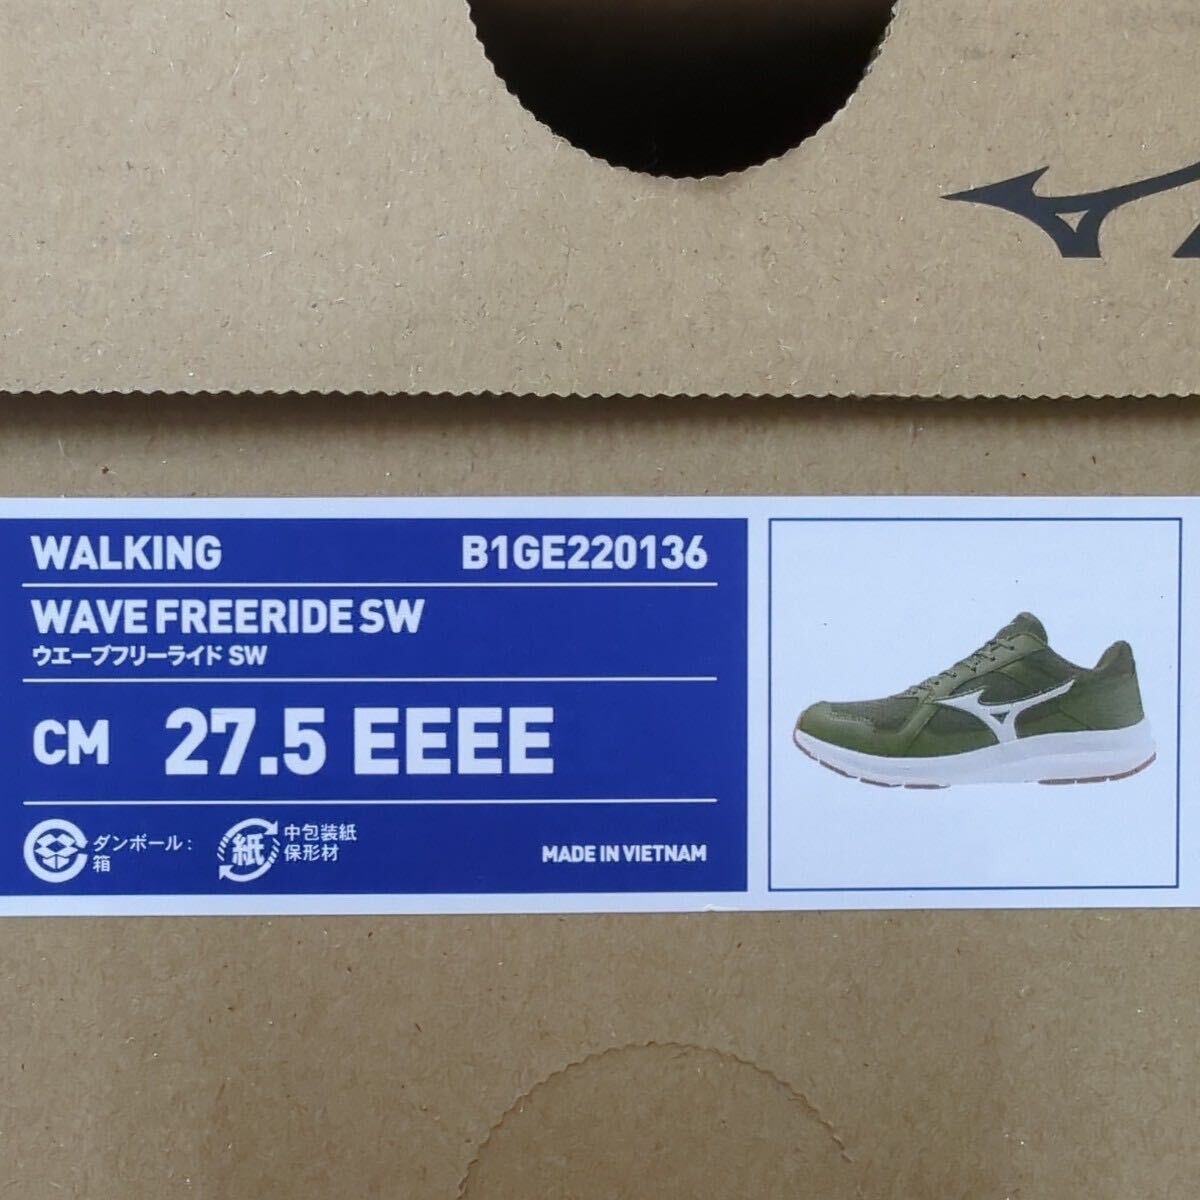 WALKING B1GE220136
WAVE FREERIDE SW
ウエーブフリーライド SW
CM 27.5 EEEE
ダンボール:
箱
紙
中包装紙
保形材
MADE IN VIETNAM